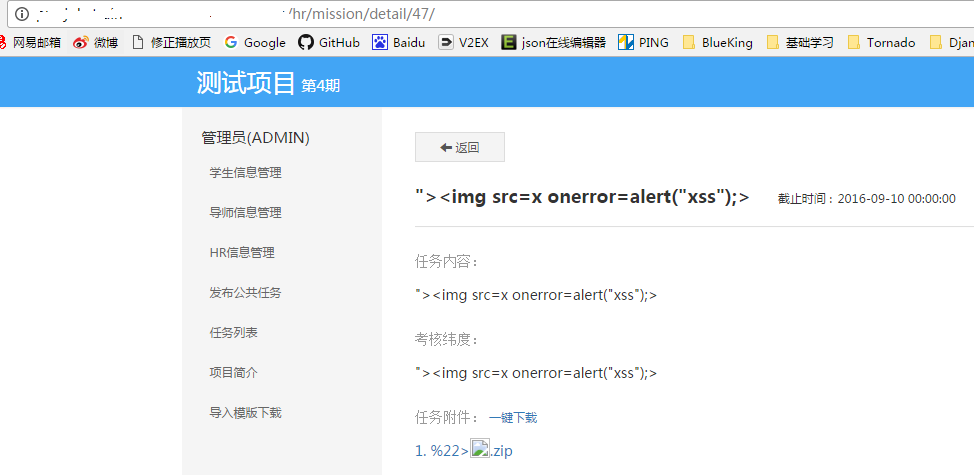 /hr/mission/detail/47/
网易邮箱 微博 修正播放页 Google GitHub Baidu V2EX json在线编辑器 PING BlueKing 基础学习 Tornado Djan
测试项目 第4期
管理员(ADMIN)
学生信息管理
导师信息管理
HR信息管理
发布公共任务
任务列表
项目简介
导入模版下载
返回
"><img src=x onerror=alert("xss");> 截止时间：2016-09-10 00:00:00
任务内容：
"><img src=x onerror=alert("xss");>
考核纬度：
"><img src=x onerror=alert("xss");>
任务附件： 一键下载
1. %22>.zip